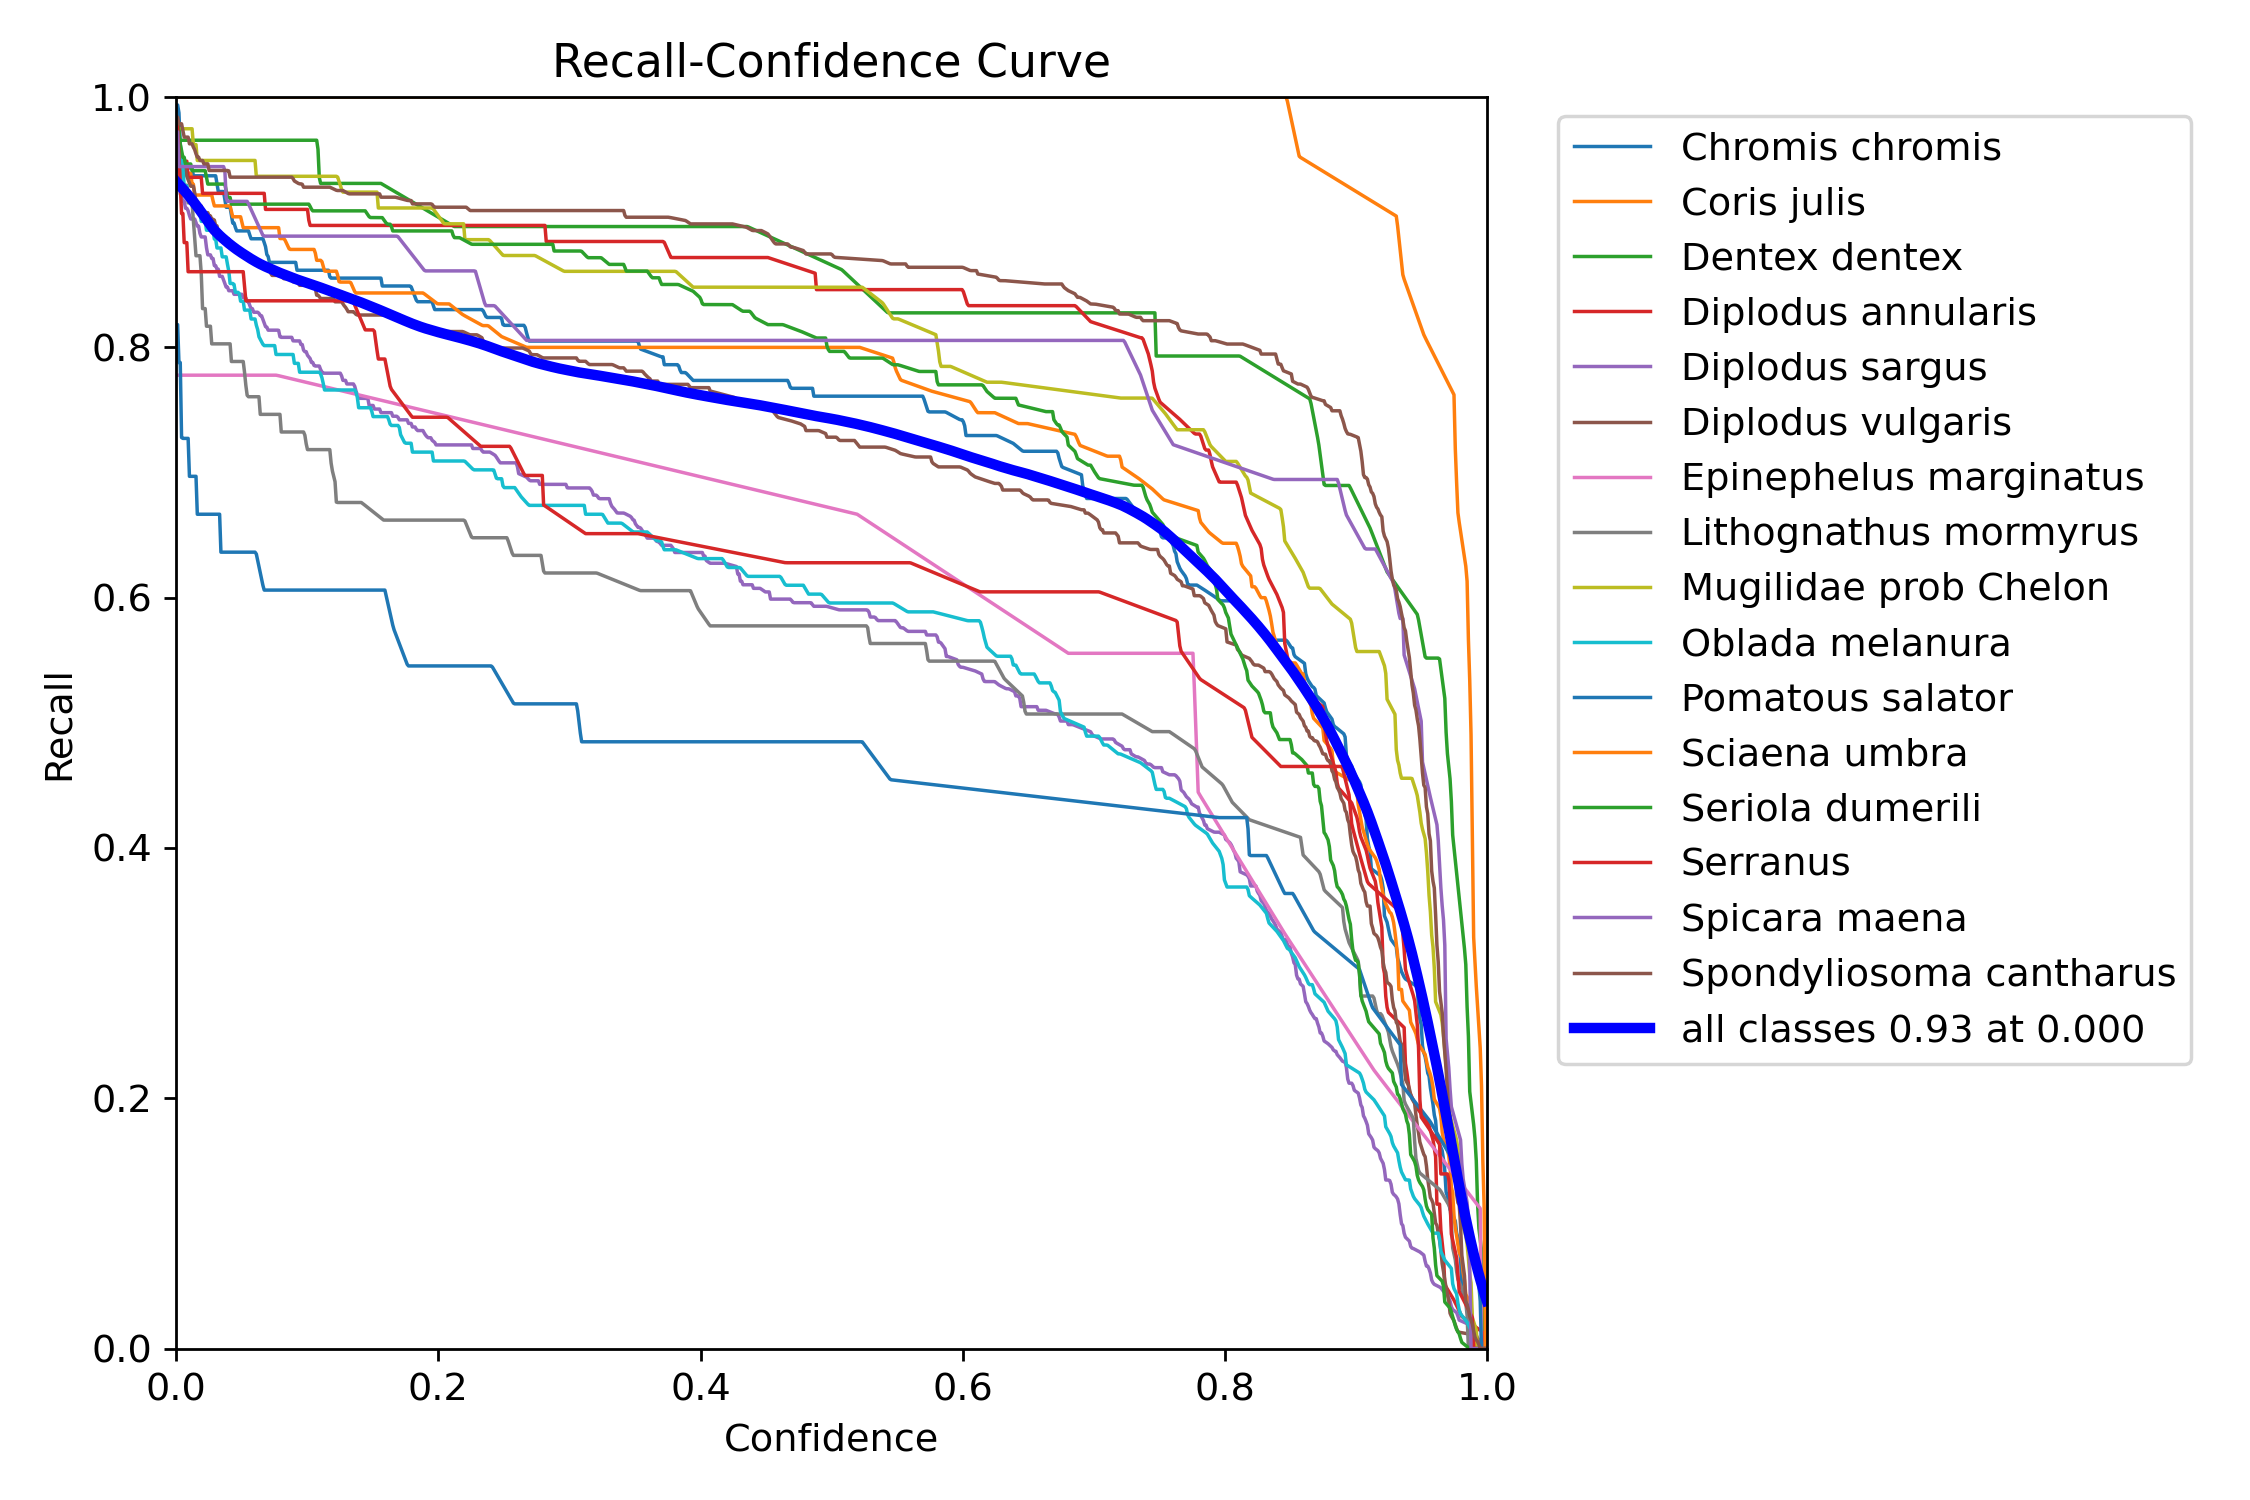 Recall-Confidence Curve
1.0
0.8
0.6
0.4
0.2
0.0
Recall
0.0 0.2 0.4 0.6 0.8 1.0
Confidence
Chromis chromis
Coris julis
Dentex dentex
Diplodus annularis
Diplodus sargus
Diplodus vulgaris
Epinephelus marginatus
Lithognathus mormyrus
Mugilidae prob Chelon
Oblada melanura
Pomatous salator
Sciaena umbra
Seriola dumerili
Serranus
Spicara maena
Spondyliosoma cantharus
all classes 0.93 at 0.000